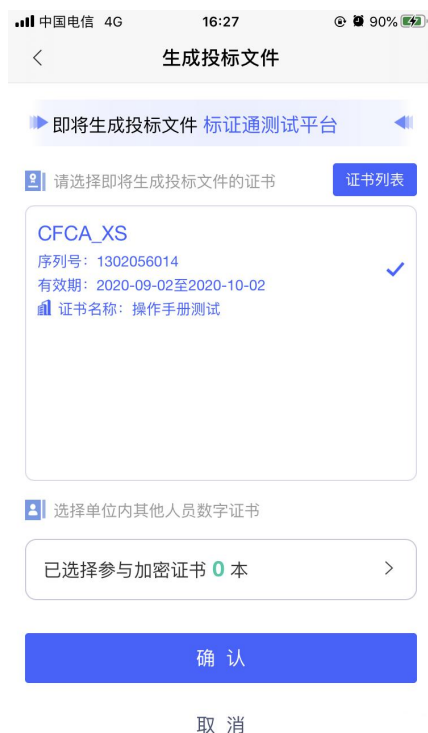 中国电信 4G 16:27 90%
生成投标文件
即将生成投标文件 标证通测试平台
请选择即将生成投标文件的证书 证书列表
CFCA_XS
序列号：1302056014
有效期：2020-09-02至2020-10-02
证书名称：操作手册测试
选择单位内其他人员数字证书
已选择参与加密证书 0 本
确 认
取 消